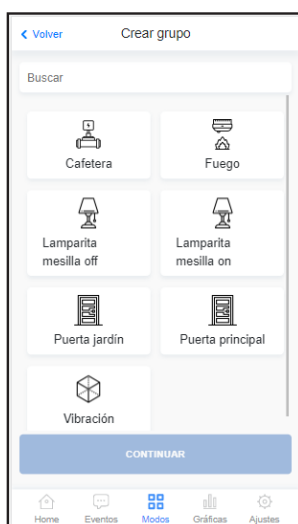 Volver Crear grupo
Buscar
Cafetera Fuego
Lamparita Lamparita
mesilla off mesilla on
Puerta jardín Puerta principal
Vibración
CONTINUAR
Home Eventos Modos Gráficas Ajustes